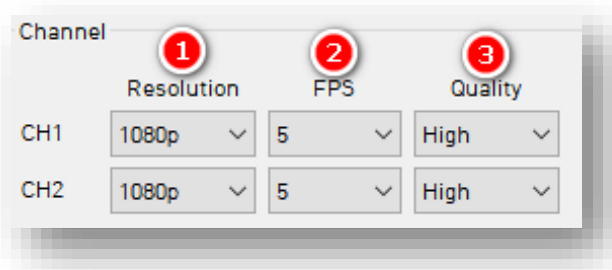 Channel
1 2 3
Resolution FPS Quality
CH1 1080p 5 High
CH2 1080p 5 High